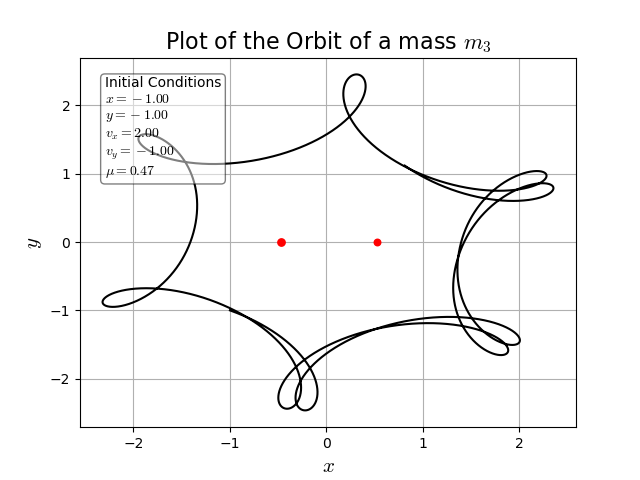 Plot of the Orbit of a mass m₃
Initial Conditions
x = −1.00
y = −1.00
vₓ = 2.00
v_y = −1.00
μ = 0.47
2
1
0
−1
−2
y
−2 −1 0 1 2
x